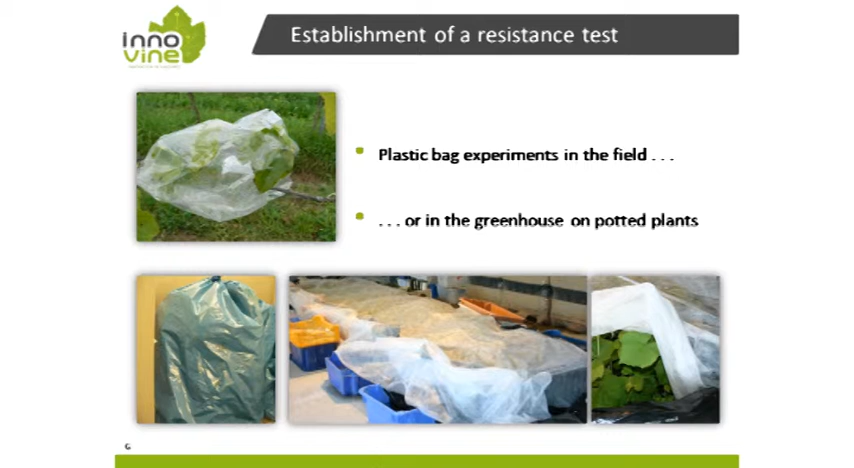 inno
vine
Establishment of a resistance test
Plastic bag experiments in the field . . .
. . . or in the greenhouse on potted plants
6